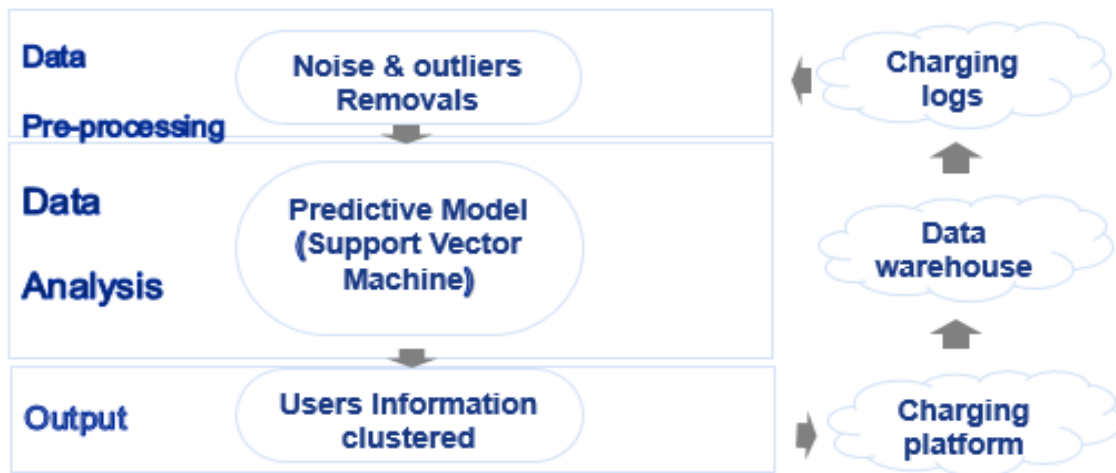 Data
Pre-processing
Noise & outliers
Removals
Charging
logs
Data
Analysis
Predictive Model
(Support Vector
Machine)
Data
warehouse
Output
Users Information
clustered
Charging
platform